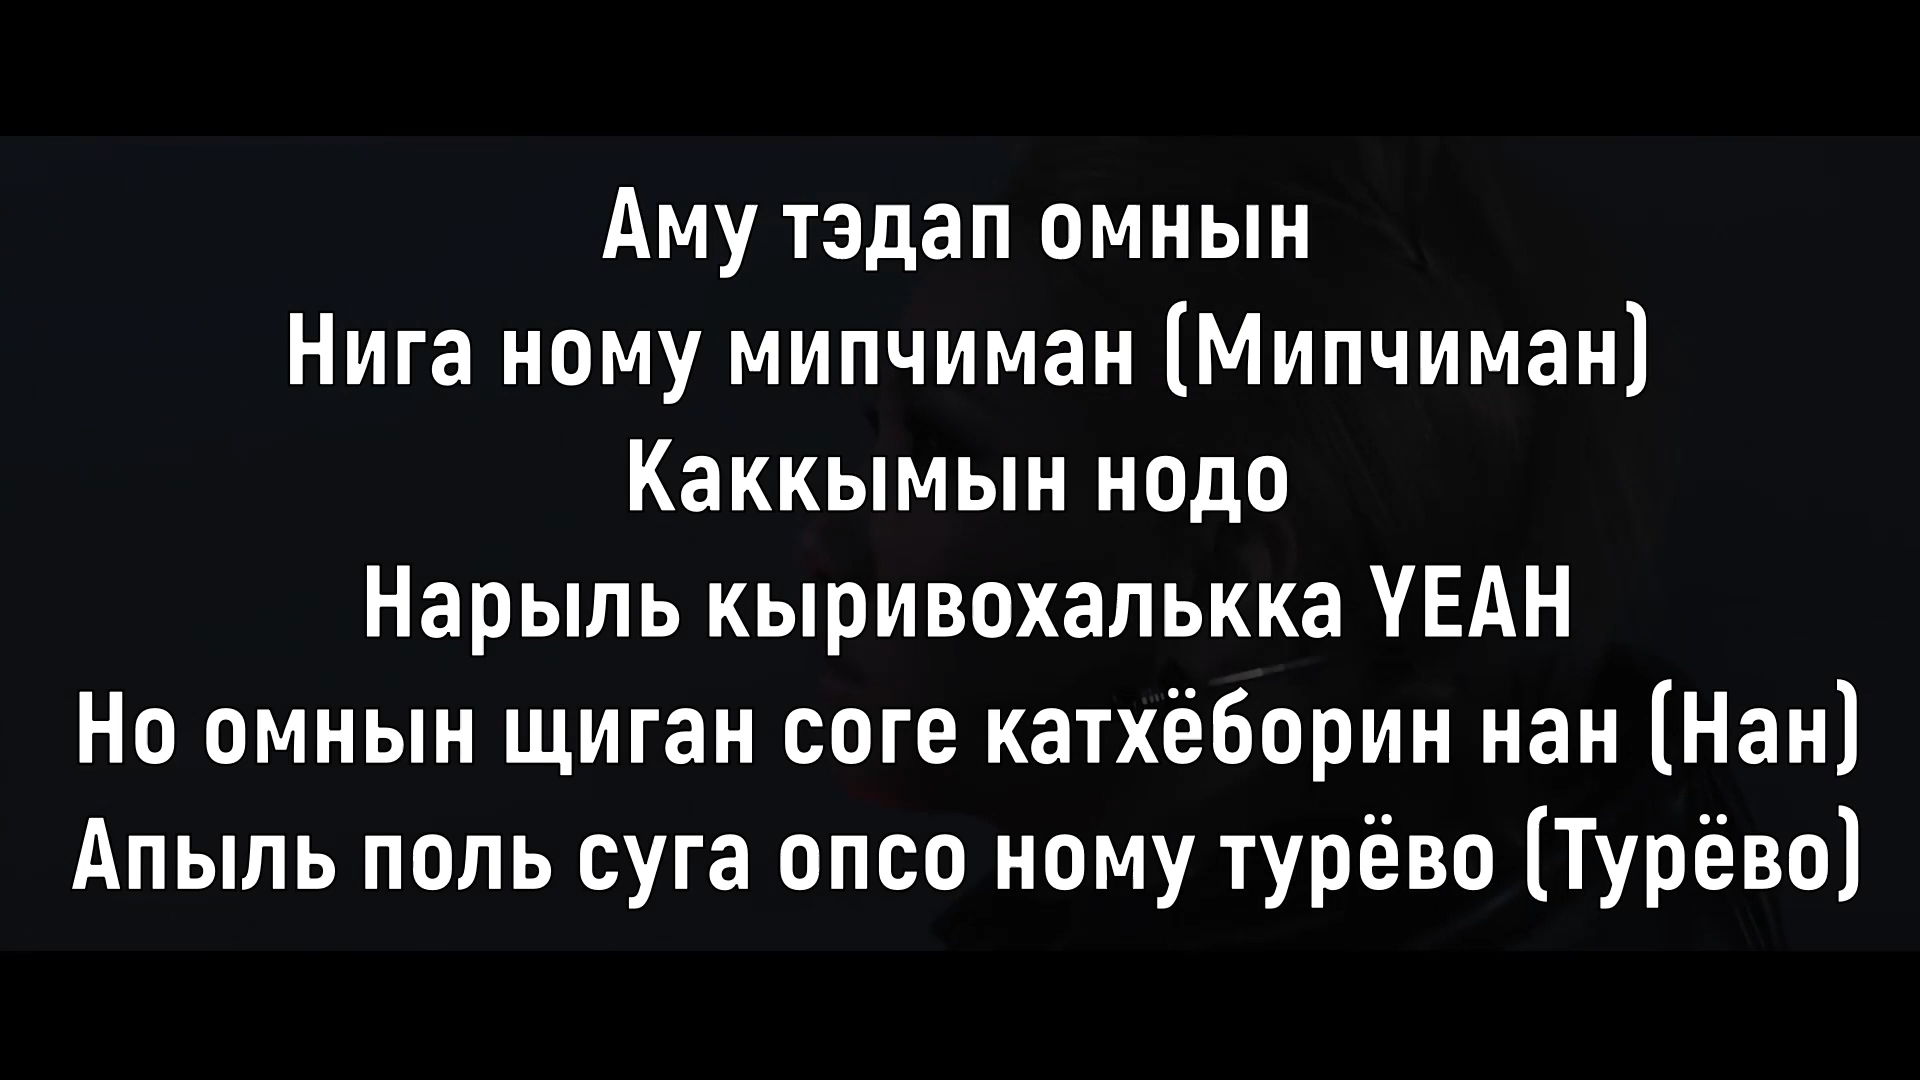 Аму тэдап омнын
Нига ному мипчиман (Мипчиман)
Каккымын нодо
Нарыль кыривохалькка YEAH
Но омнын щиган соге катхёборин нан (Нан)
Апыль поль суга опсо ному турёво (Турёво)